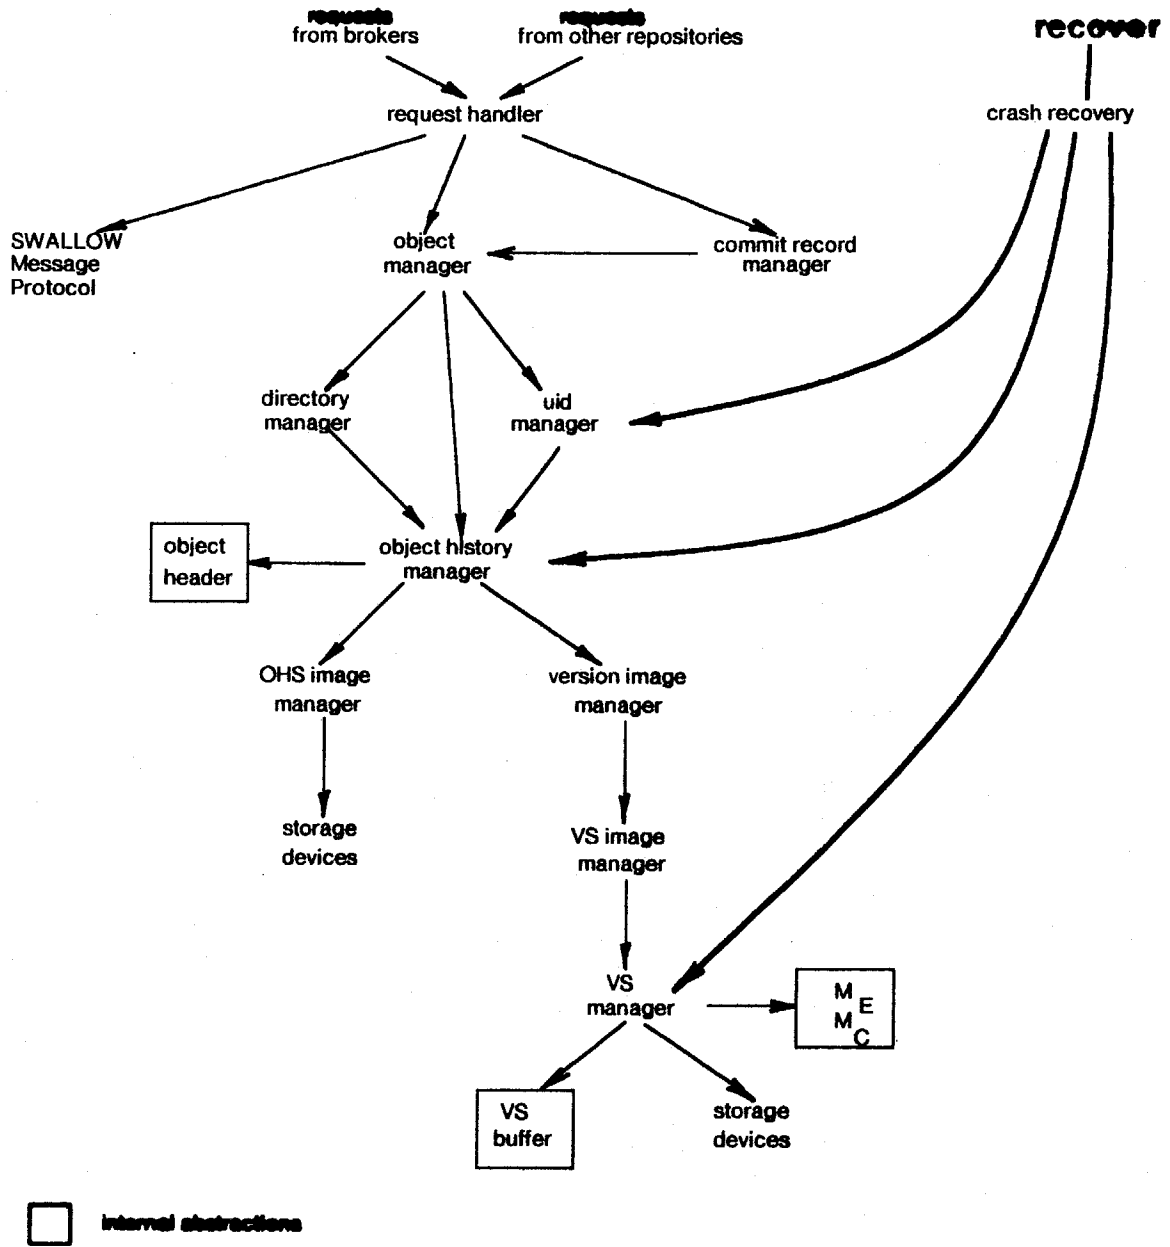 requests
from brokers
requests
from other repositories
recover
request handler
crash recovery
SWALLOW
Message
Protocol
object
manager
commit record
manager
directory
manager
uid
manager
object
header
object history
manager
OHS image
manager
version image
manager
storage
devices
VS image
manager
VS
manager
M E
M C
VS
buffer
storage
devices
internal abstractions